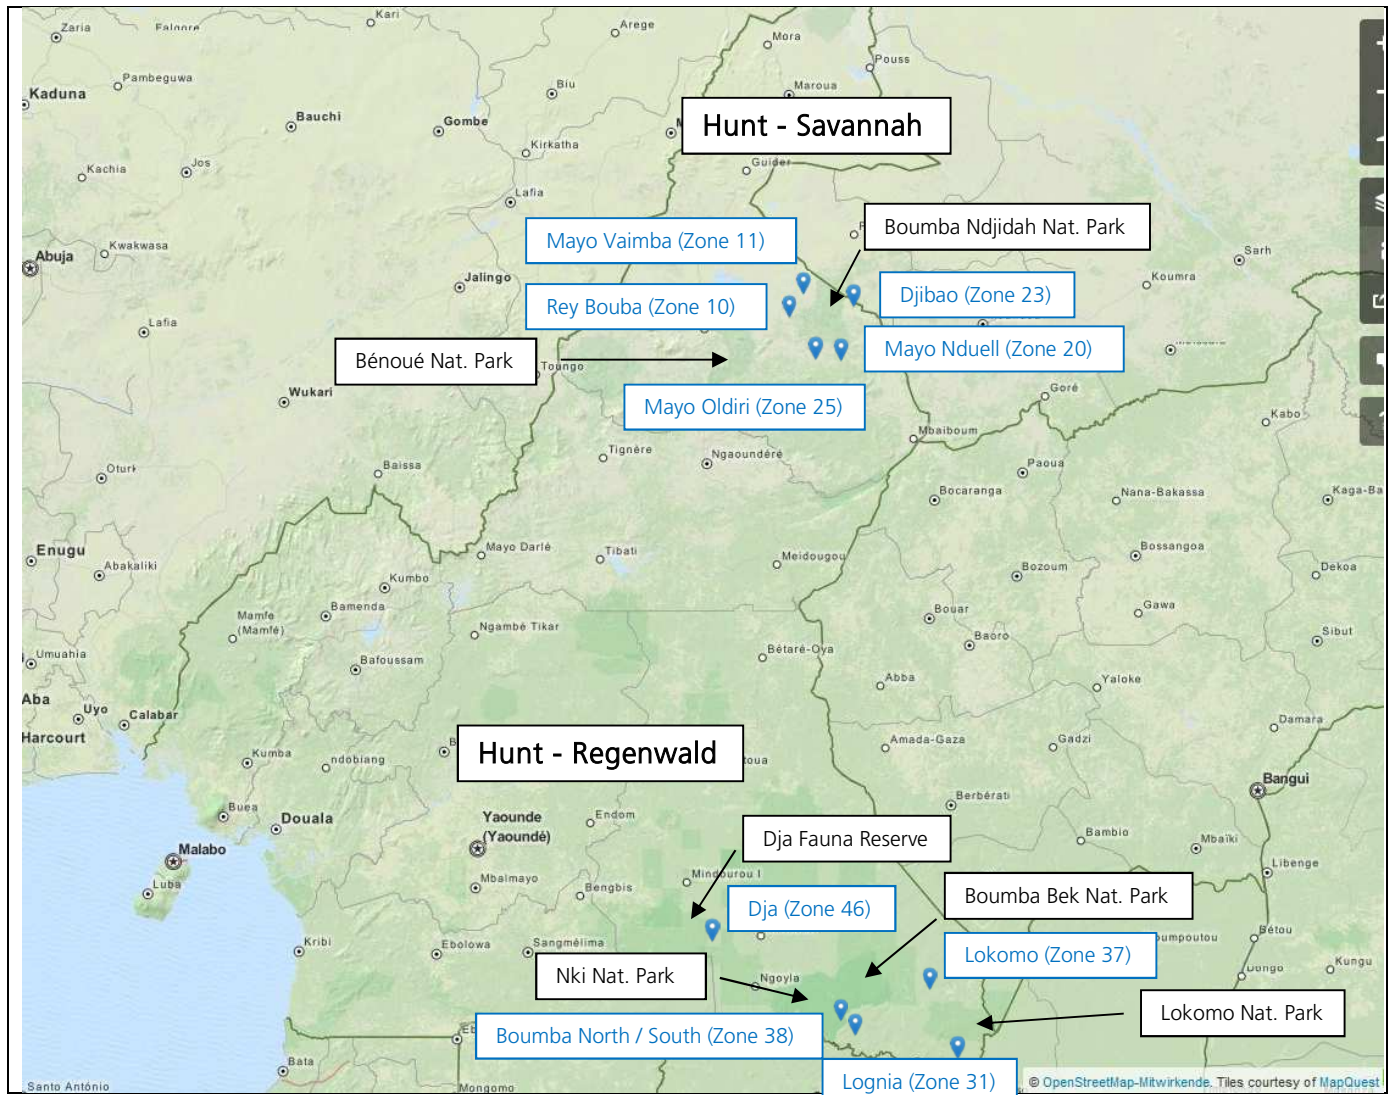 Kari
Zaria
Falgore
Arege
Mora
Pouss
Pambeguwa
Kaduna
Biu
Maroua
Bauchi
Gombe
Hunt - Savannah
Kirkatha
Kachia
Jos
Guider
Lafia
Mayo Vaimba (Zone 11)
Boumba Ndjidah Nat. Park
Kwakwasa
Abuja
Sarh
Jalingo
Koumra
Rey Bouba (Zone 10)
Djibao (Zone 23)
Lafia
Bénoué Nat. Park
Mayo Nduell (Zone 20)
Toungo
Wukari
Goré
Mayo Oldiri (Zone 25)
Kabo
Mbaiboum
Tignère
Ngaoundéré
Baissa
Paoua
Bocaranga
Nana-Bakassa
Kaga-Ba
Enugu
Abakaliki
Mayo Darlé
Tibati
Meidougou
Bossangoa
Bozoum
Dekoa
Kumbo
Bamenda
Mamfe
(Mamfé)
Ngambé Tikar
Bouar
Gawa
Baoro
Sibut
Umuahia
Bafoussam
Bétaré-Oya
Abba
Yaloke
Aba
Uyo
Calabar
Harcourt
Damara
Kumba
ndobiang
Hunt - Regenwald
toua
Amada-Gaza
Gadzi
Bangui
Berbérati
Buea
Douala
Yaounde
(Yaoundé)
Endom
Dja Fauna Reserve
Bambio
Mbaïki
Malabo
Libenge
Luba
Mbalmayo
Bengbis
Mindourou I
Boumba Bek Nat. Park
Dja (Zone 46)
Kribi
Ebolowa
Sangmélima
Lokomo (Zone 37)
oumpoutou
Bétou
Nki Nat. Park
Ngoyla
Dongo
Kungu
Lokomo Nat. Park
Boumba North / South (Zone 38)
Bata
Lognia (Zone 31)
Santo António
Mongomo
© OpenStreetMap-Mitwirkende. Tiles courtesy of MapQuest